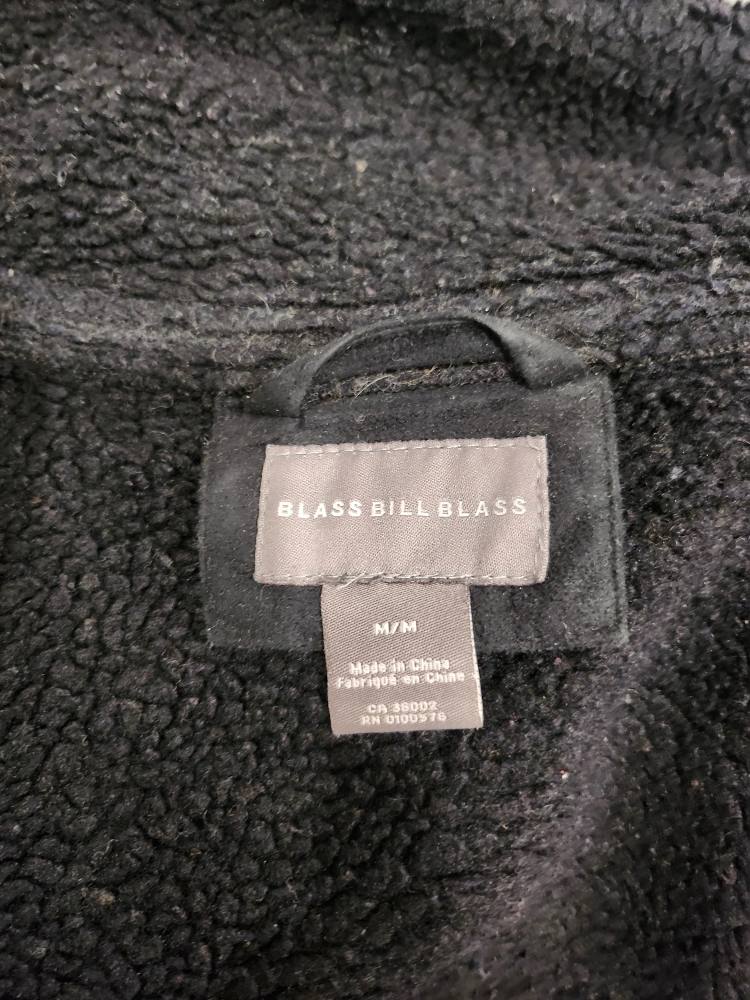 BLASS BILL BLASS
M/M
Made in China
Fabriqué en Chine
CA 38002
RN 0100576